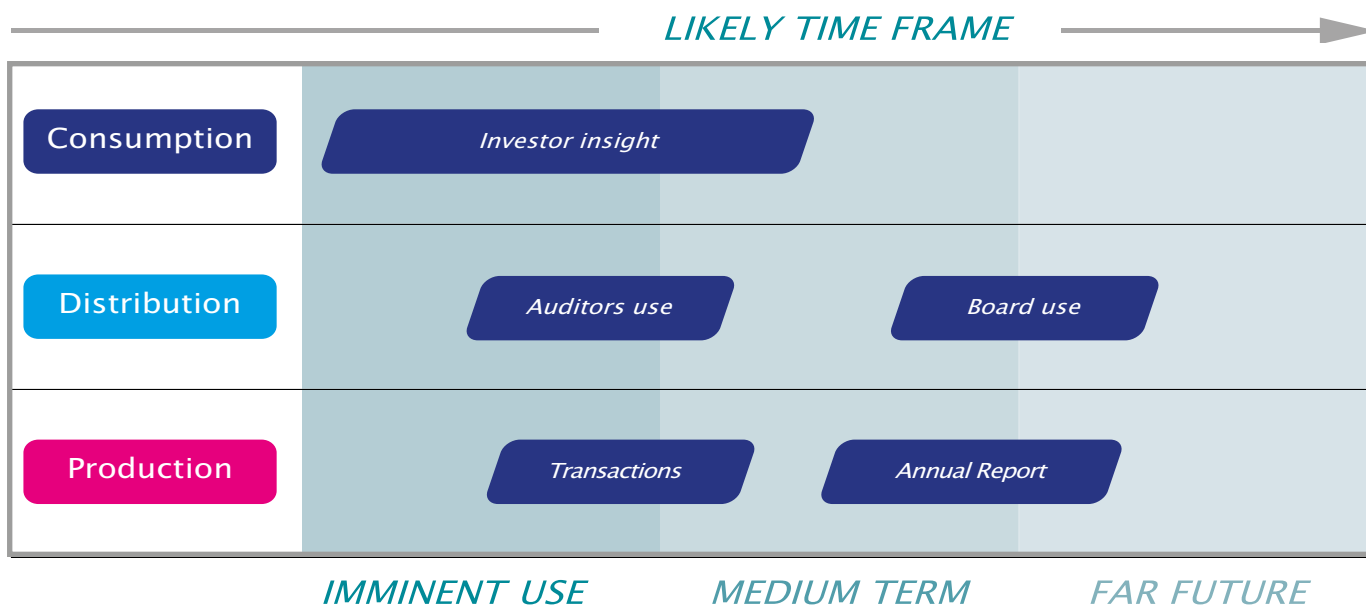 LIKELY TIME FRAME
Consumption
Investor insight
Distribution
Auditors use
Board use
Production
Transactions
Annual Report
IMMINENT USE
MEDIUM TERM
FAR FUTURE